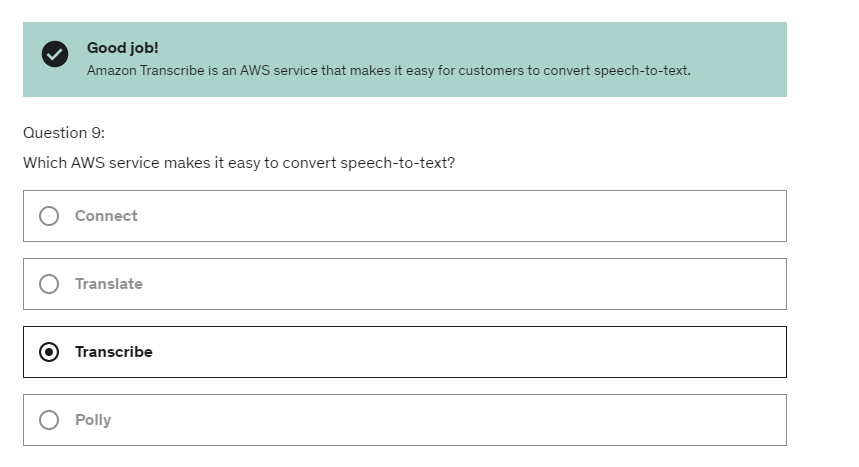 Good job!
Amazon Transcribe is an AWS service that makes it easy for customers to convert speech-to-text.
Question 9:
Which AWS service makes it easy to convert speech-to-text?
Connect
Translate
Transcribe
Polly